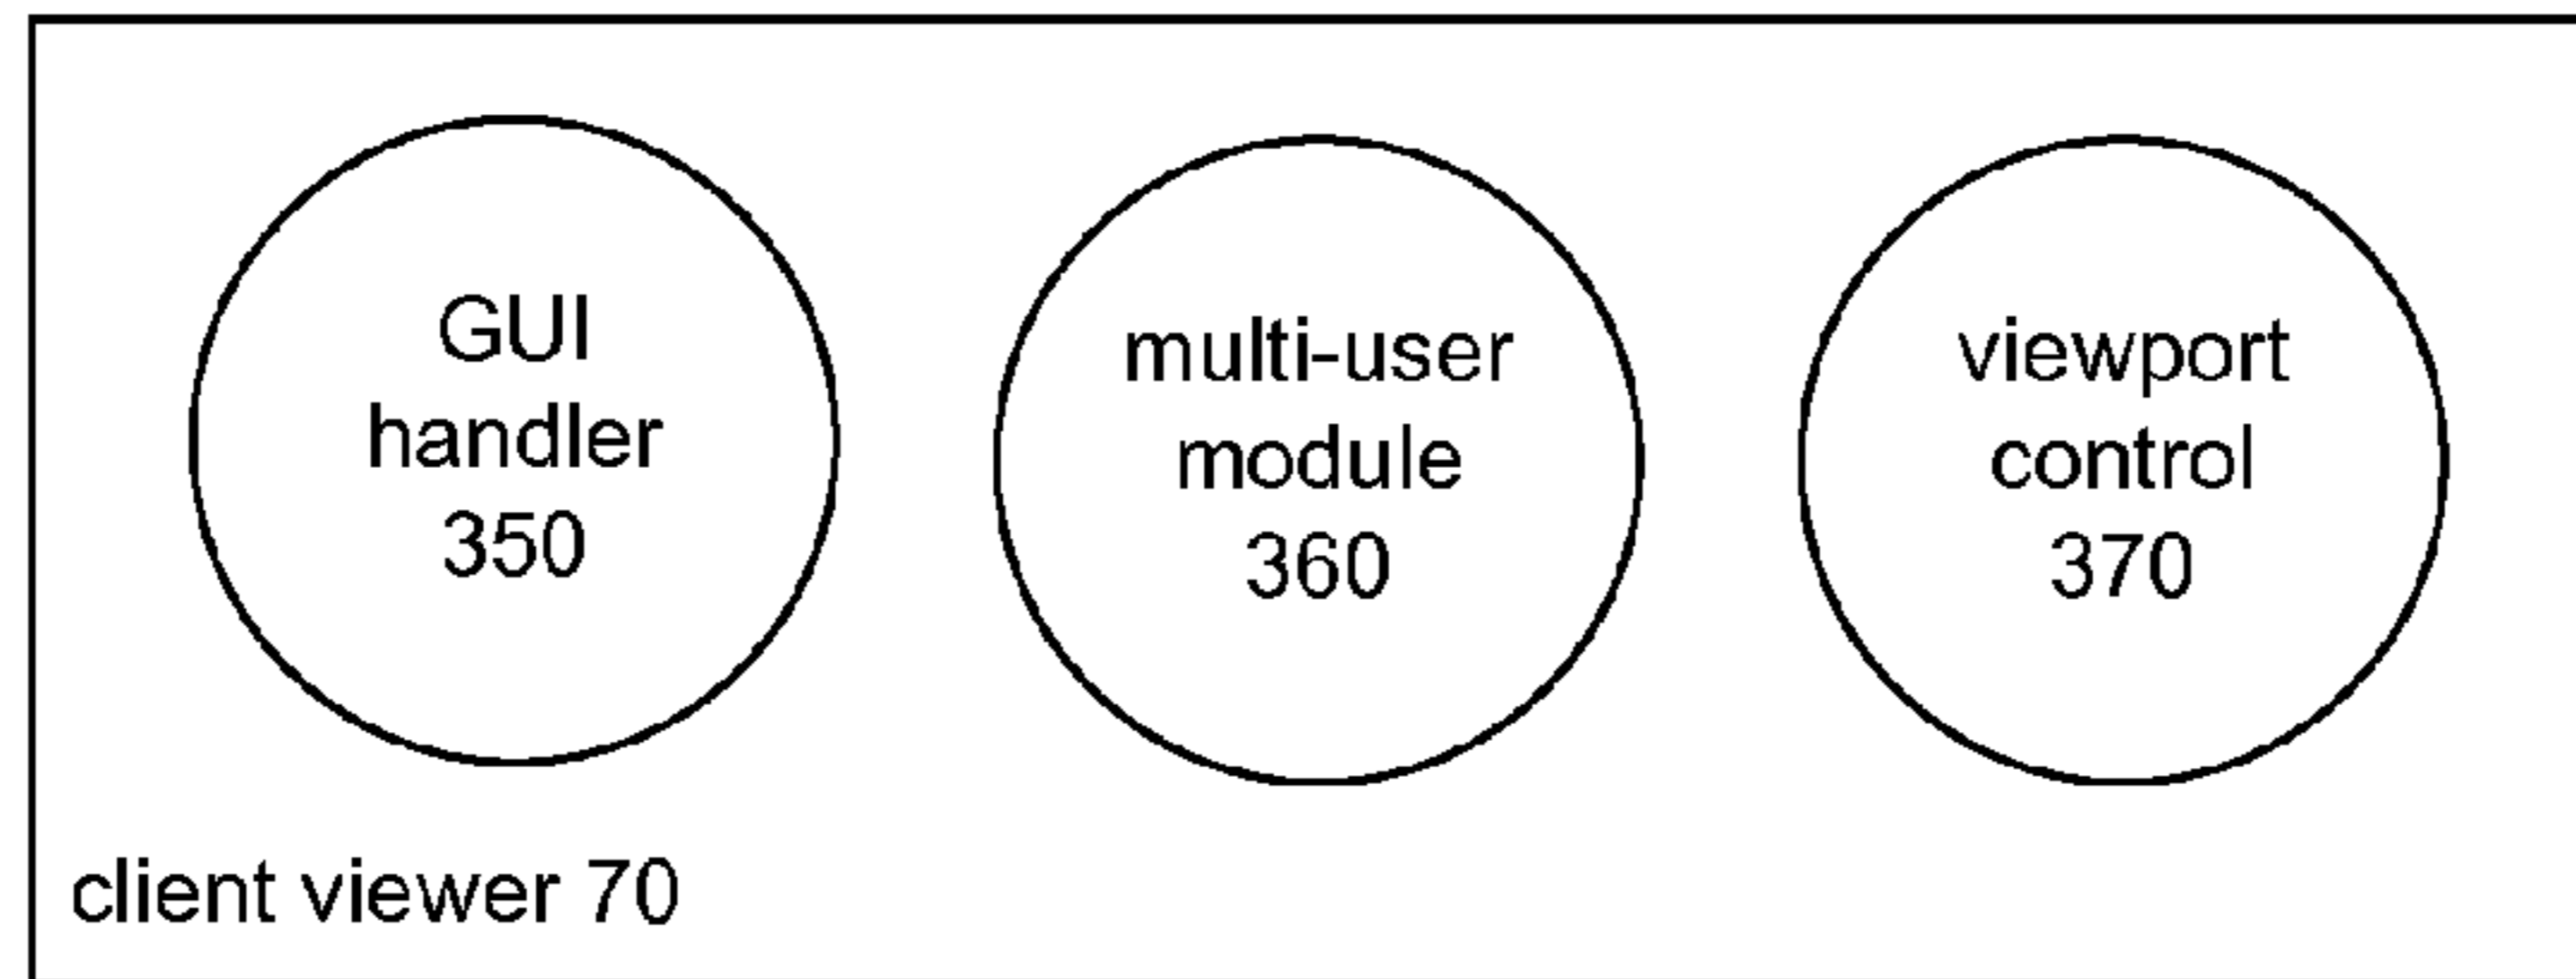 GUI
handler
350
multi-user
module
360
viewport
control
370
client viewer 70